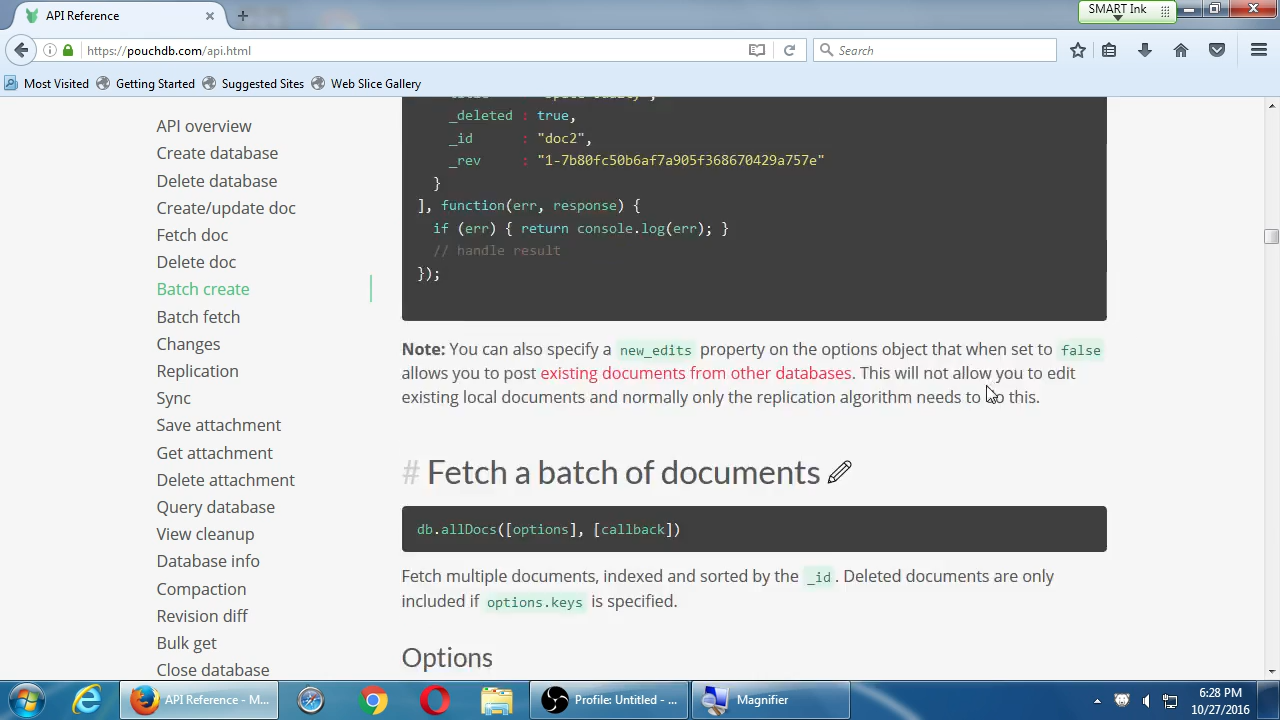 API Reference
SMART Ink
https://pouchdb.com/api.html
Search
Most Visited
Getting Started
Suggested Sites
Web Slice Gallery
API overview
Create database
Delete database
Create/update doc
Fetch doc
Delete doc
Batch create
Batch fetch
Changes
Replication
Sync
Save attachment
Get attachment
Delete attachment
Query database
View cleanup
Database info
Compaction
Revision diff
Bulk get
Close database
_deleted : true,
_id : "doc2",
_rev : "1-7b80fc50b6af7a905f368670429a757e"
}
], function(err, response) {
if (err) { return console.log(err); }
// handle result
});
Note: You can also specify a new_edits property on the options object that when set to false
allows you to post existing documents from other databases. This will not allow you to edit
existing local documents and normally only the replication algorithm needs to do this.
# Fetch a batch of documents
db.allDocs([options], [callback])
Fetch multiple documents, indexed and sorted by the _id. Deleted documents are only
included if options.keys is specified.
Options
API Reference - M...
Profile: Untitled - ...
Magnifier
6:28 PM
10/27/2016